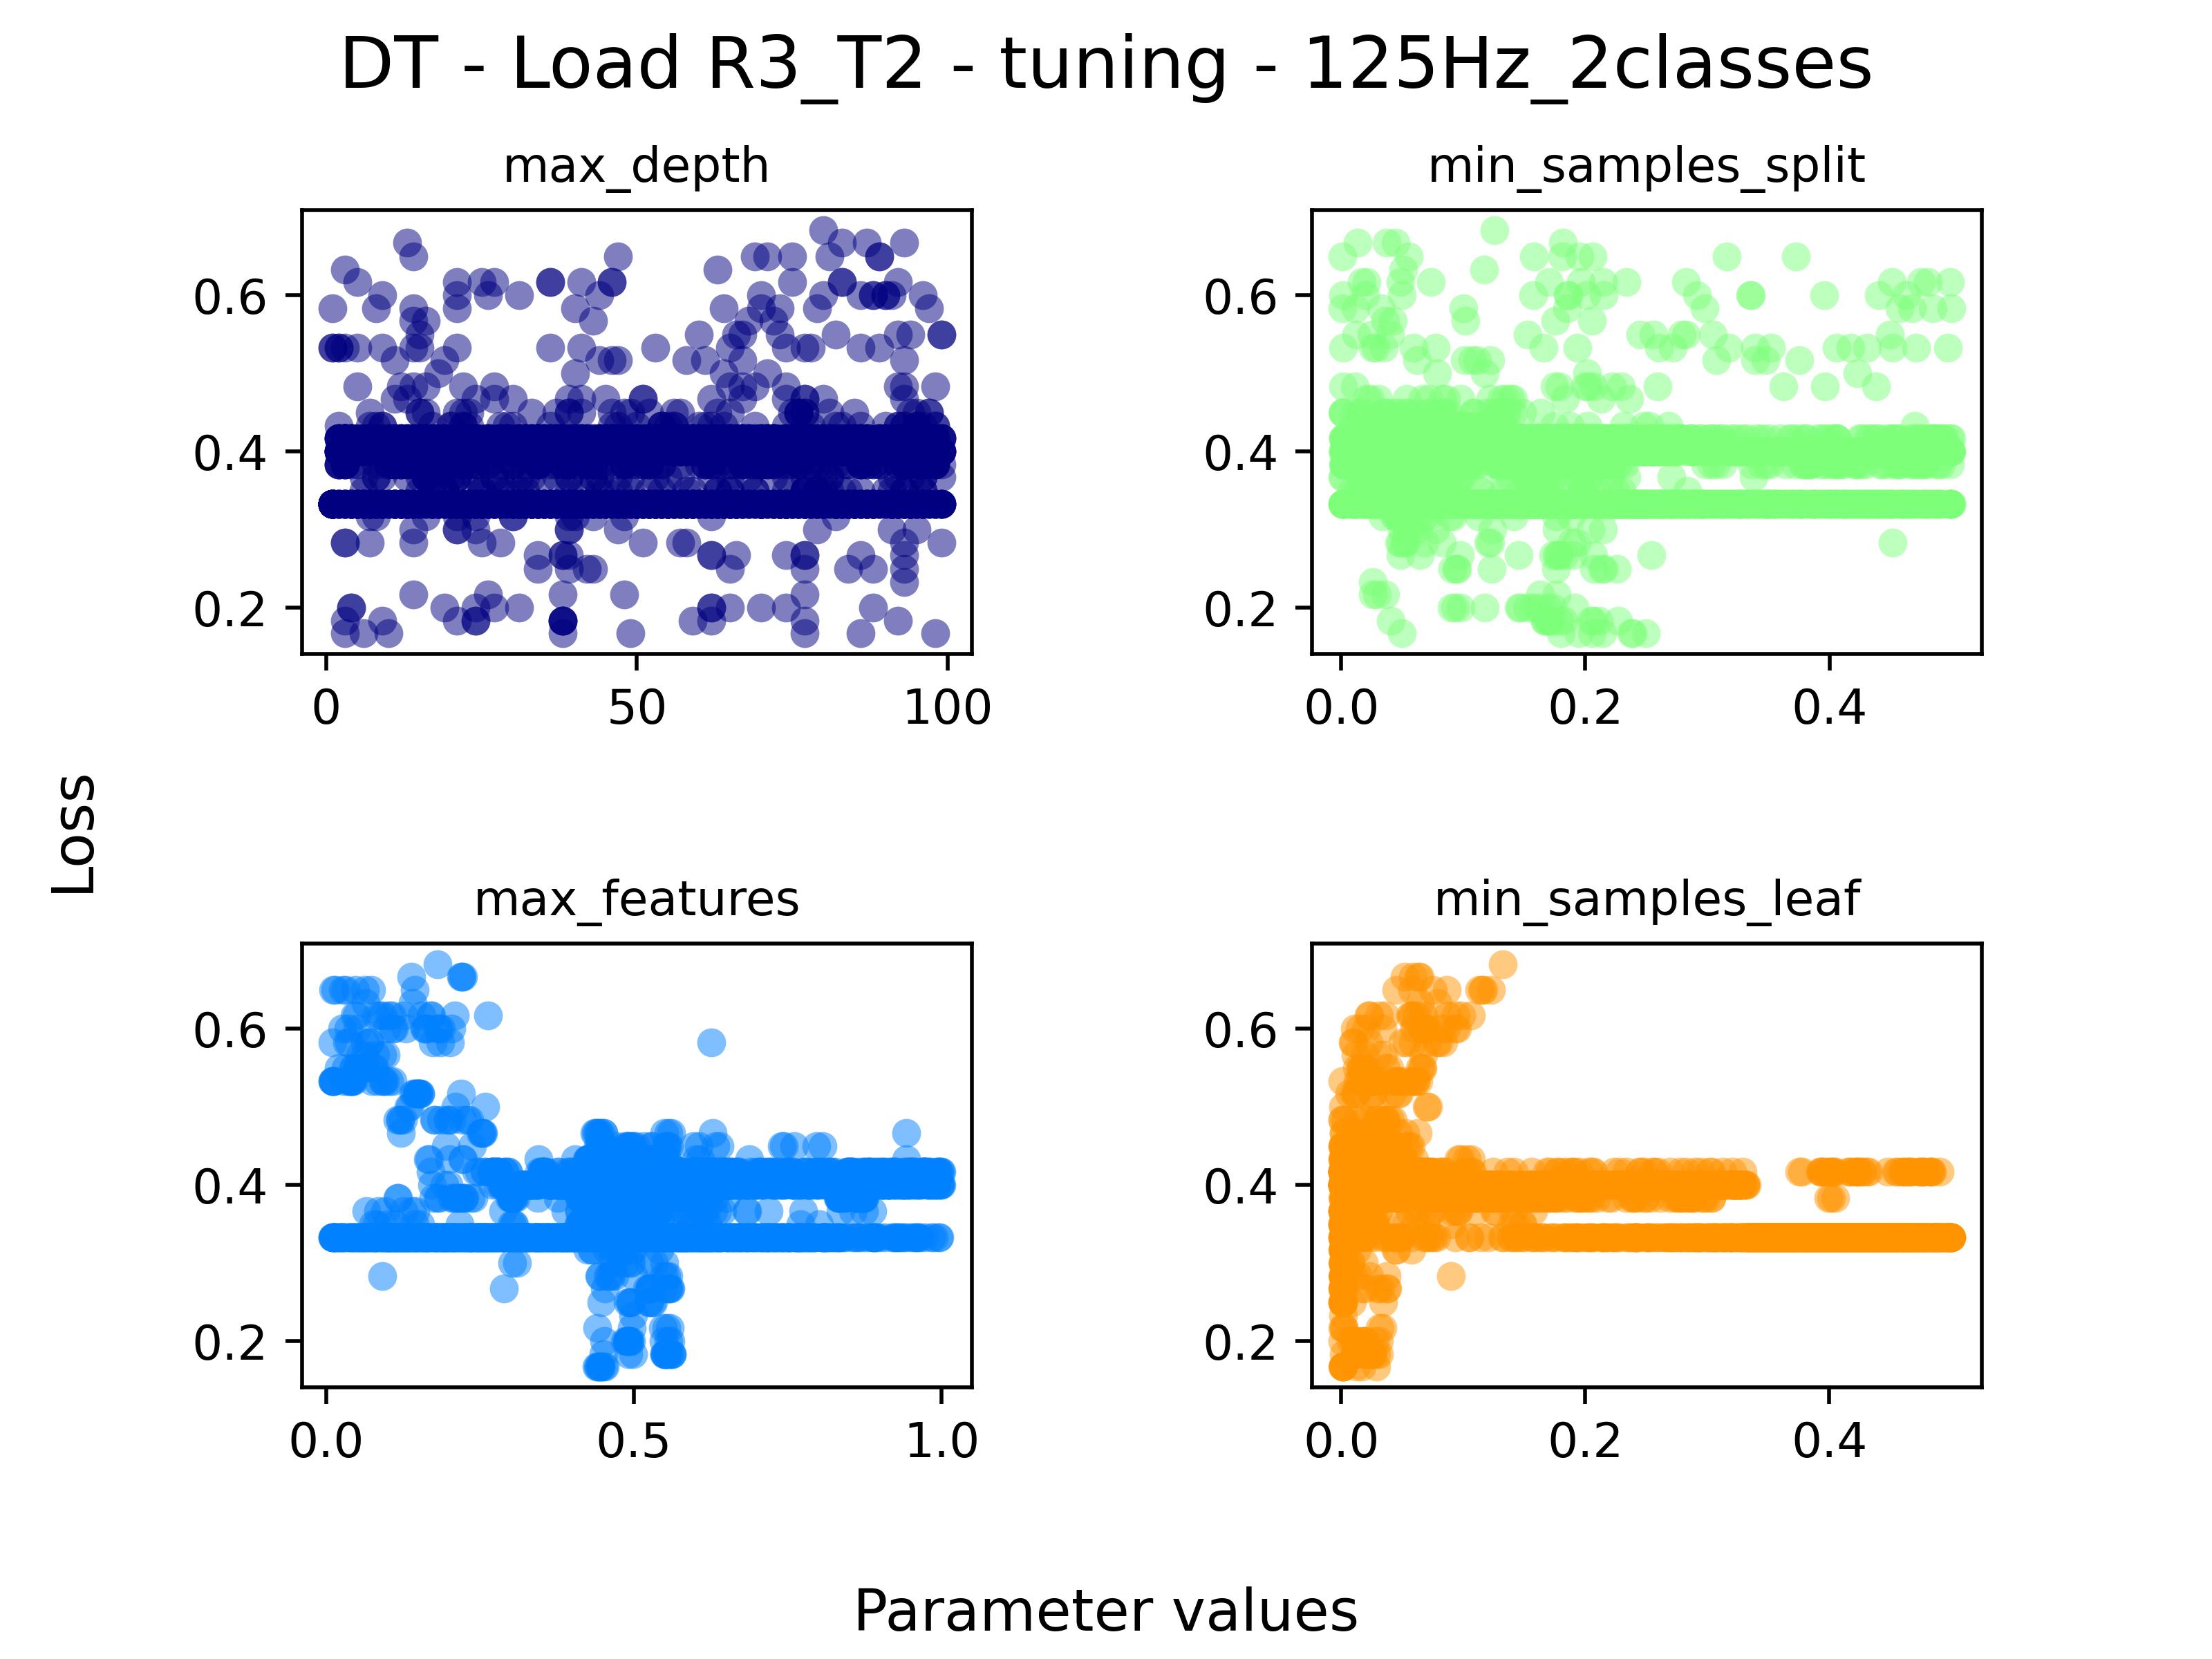 DT - Load R3_T2 - tuning - 125Hz_2classes
max_depth
0.6
0.4
0.2
0 50 100
min_samples_split
0.6
0.4
0.2
0.0 0.2 0.4
Loss
max_features
0.6
0.4
0.2
0.0 0.5 1.0
min_samples_leaf
0.6
0.4
0.2
0.0 0.2 0.4
Parameter values